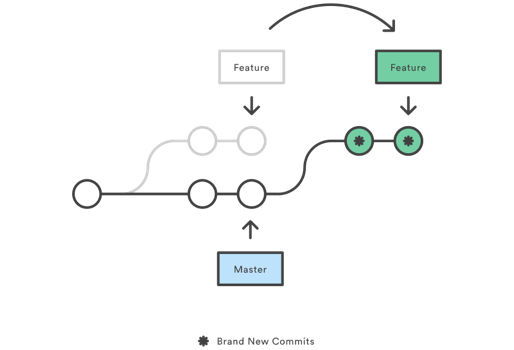 Feature
Feature
Master
Brand New Commits